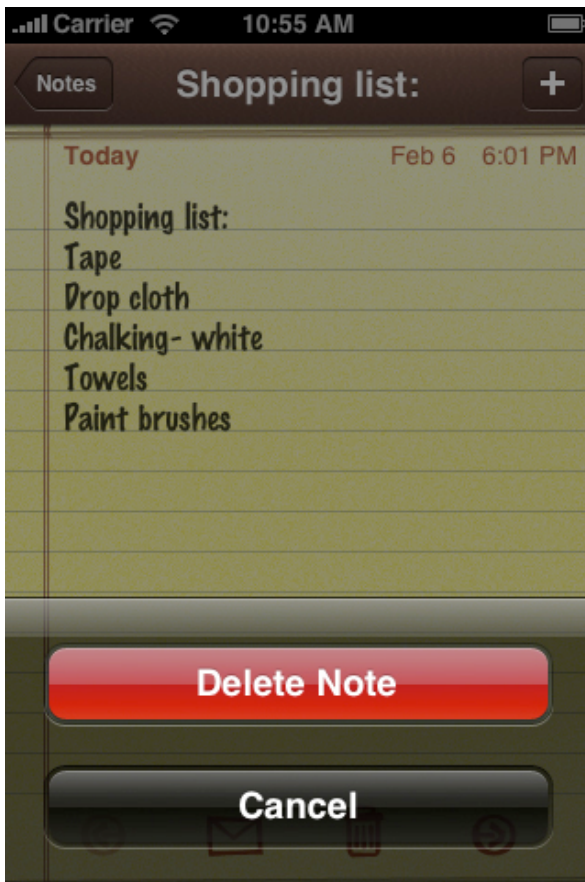 Carrier 10:55 AM
Notes Shopping list: +
Today Feb 6 6:01 PM
Shopping list:
Tape
Drop cloth
Chalking- white
Towels
Paint brushes
Delete Note
Cancel